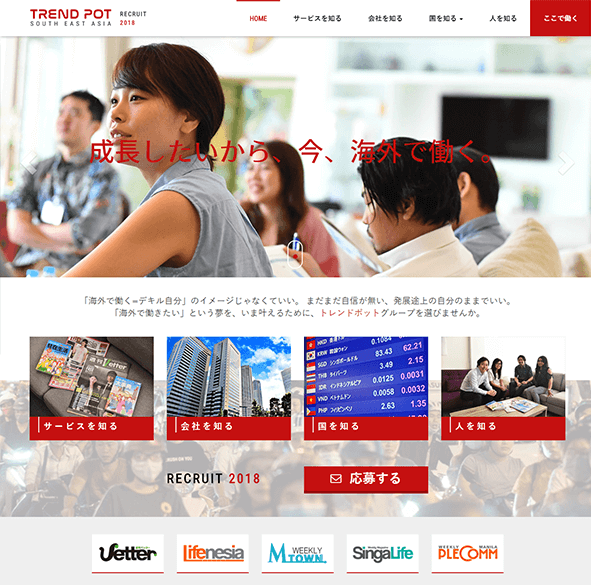 TREND POT RECRUIT
SOUTH EAST ASIA 2018
HOME サービスを知る 会社を知る 国を知る 人を知る ここで働く
成長したいから、今、海外で働く。
「海外で働く=デキル自分」のイメージじゃなくていい。 まだまだ自信が無い、発展途上の自分のままでいい。
「海外で働きたい」という夢を、いま叶えるために、トレンドポットグループを選びませんか。
Vetter
HKD 0.1084
KRW 韓国ウォン 83.43 62.21
SGD シンガポールドル 3.49 2.15
THB タイバーツ 0.0125 0.0031
IDR インドネシアルピア 0.0058 0.0032
VND ベトナムドン 2.63 1.35
PHP フィリピンペソ
サービスを知る
会社を知る
国を知る
人を知る
RECRUIT 2018
応募する
Vetter
Lifenesia
WEEKLY
MTOWN
SingaLife
WEEKLY MANILA
PLECOMM